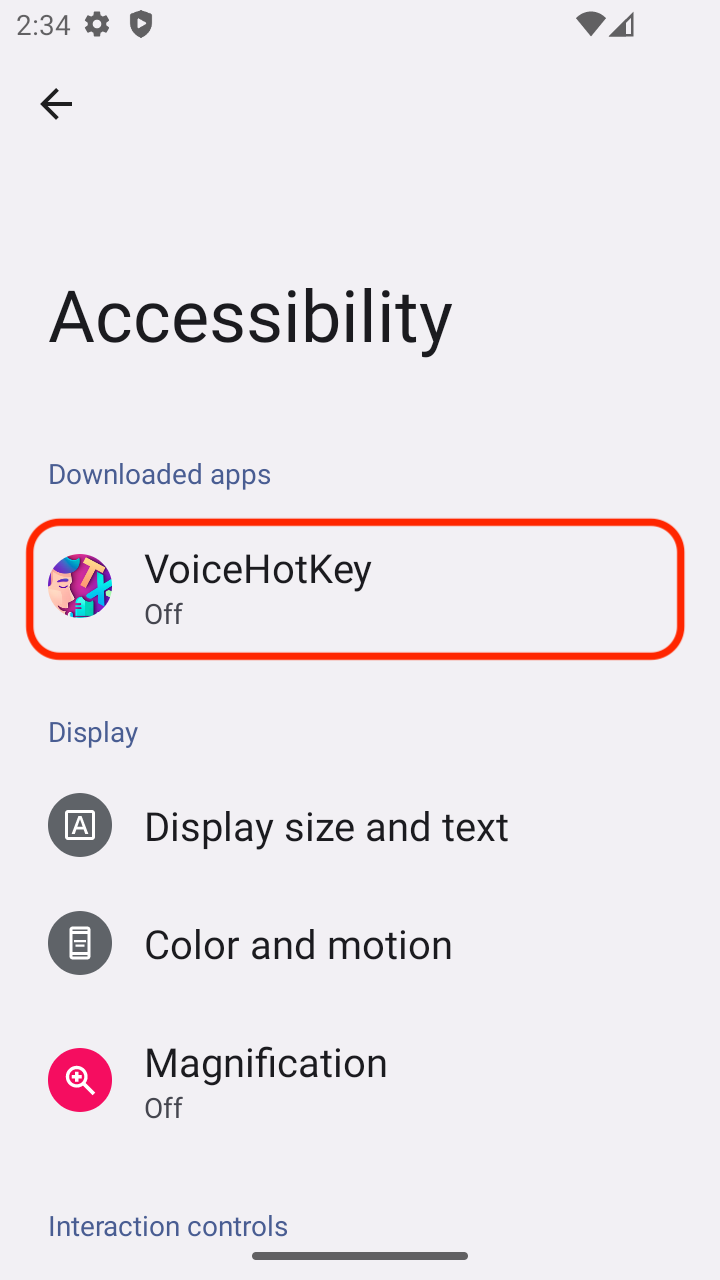 2:34
Accessibility
Downloaded apps
VoiceHotKey
Off
Display
Display size and text
Color and motion
Magnification
Off
Interaction controls